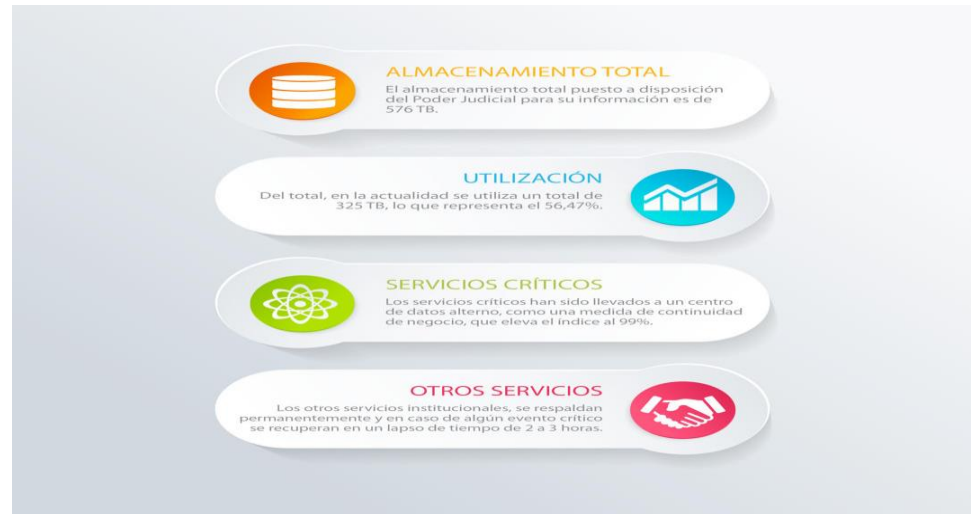 ALMACENAMIENTO TOTAL
El almacenamiento total puesto a disposición
del Poder Judicial para su información es de
576 TB.
UTILIZACIÓN
Del total, en la actualidad se utiliza un total de
325 TB, lo que representa el 56,47%.
SERVICIOS CRÍTICOS
Los servicios críticos han sido llevados a un centro
de datos alterno, como una medida de continuidad
de negocio, que eleva el índice al 99%.
OTROS SERVICIOS
Los otros servicios institucionales, se respaldan
permanentemente y en caso de algún evento crítico
se recuperan en un lapso de tiempo de 2 a 3 horas.